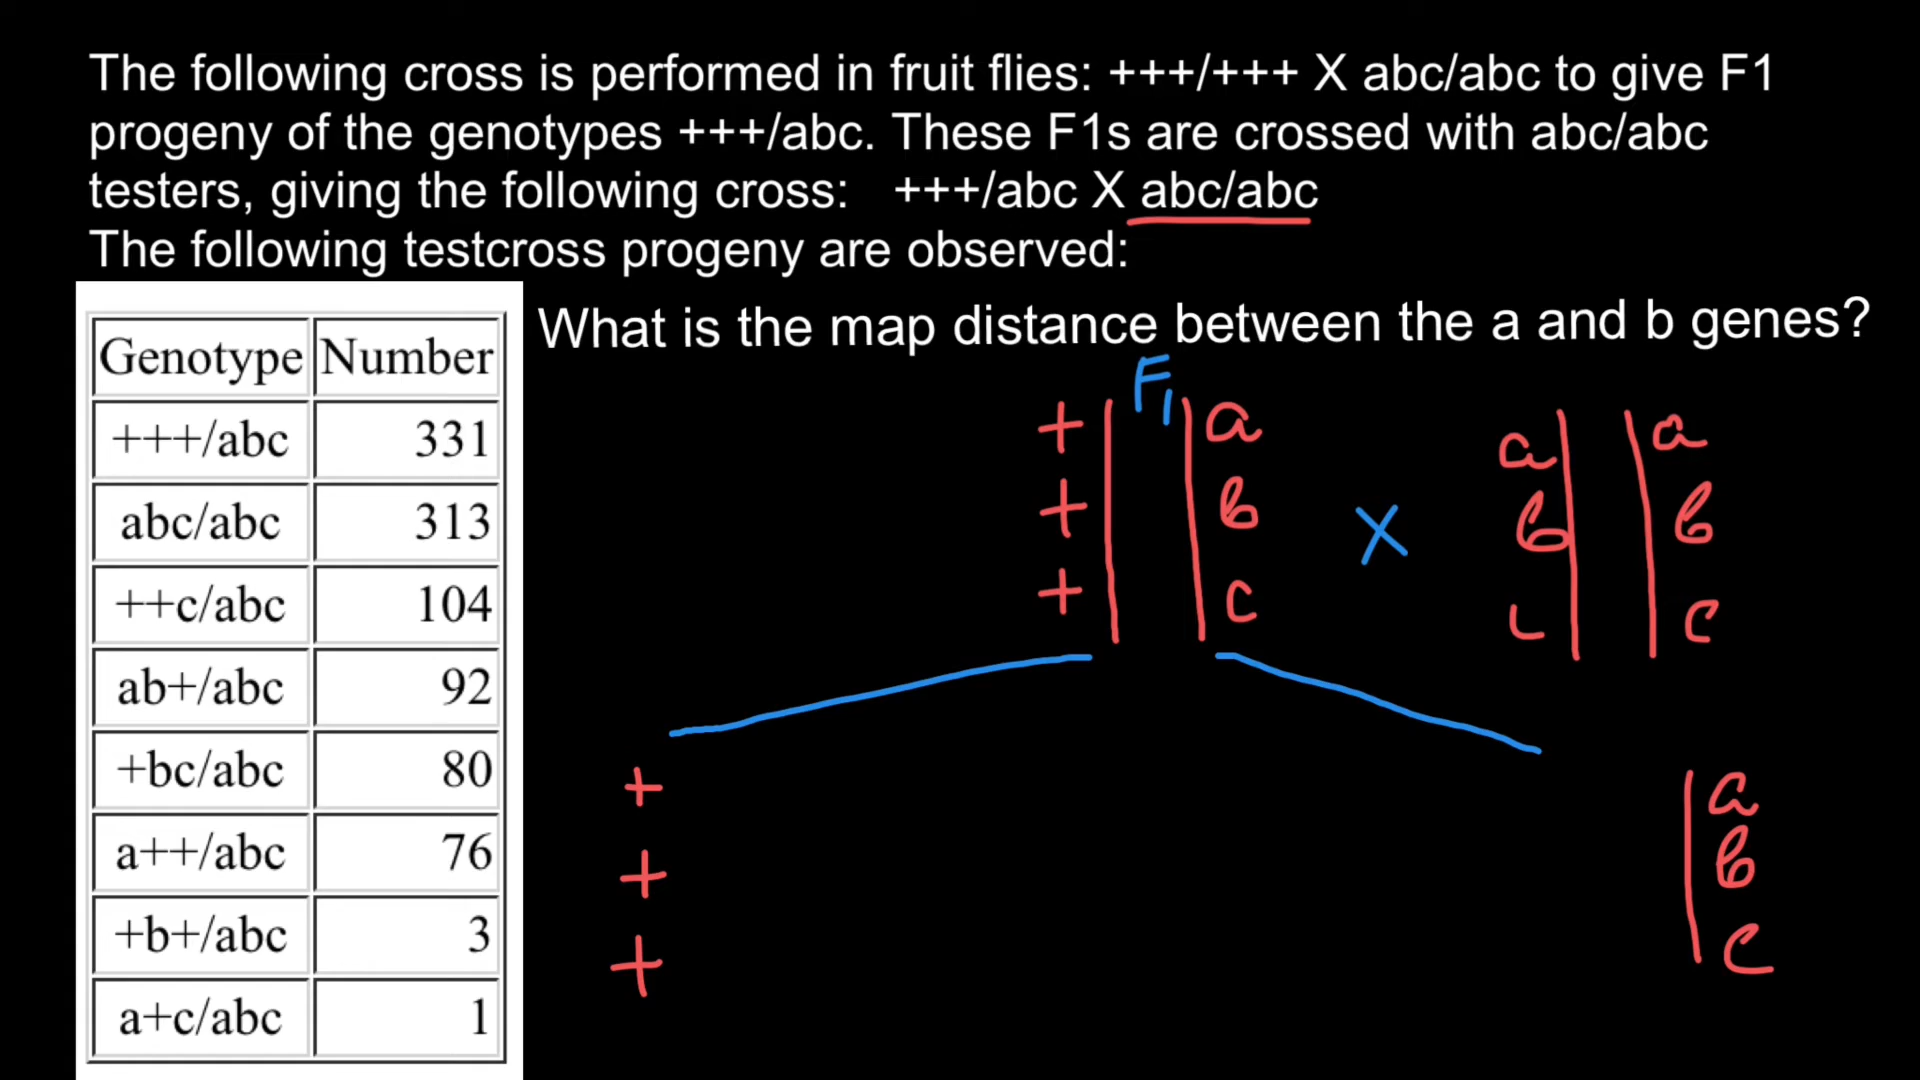 The following cross is performed in fruit flies: +++/+++ X abc/abc to give F1
progeny of the genotypes +++/abc. These F1s are crossed with abc/abc
testers, giving the following cross: +++/abc X abc/abc
The following testcross progeny are observed:
What is the map distance between the a and b genes?
Genotype Number
+++/abc 331
abc/abc 313
++c/abc 104
ab+/abc 92
+bc/abc 80
a++/abc 76
+b+/abc 3
a+c/abc 1
F1
+ a a a
+ b X b b
+ c c c
+ a
+ b
+ c